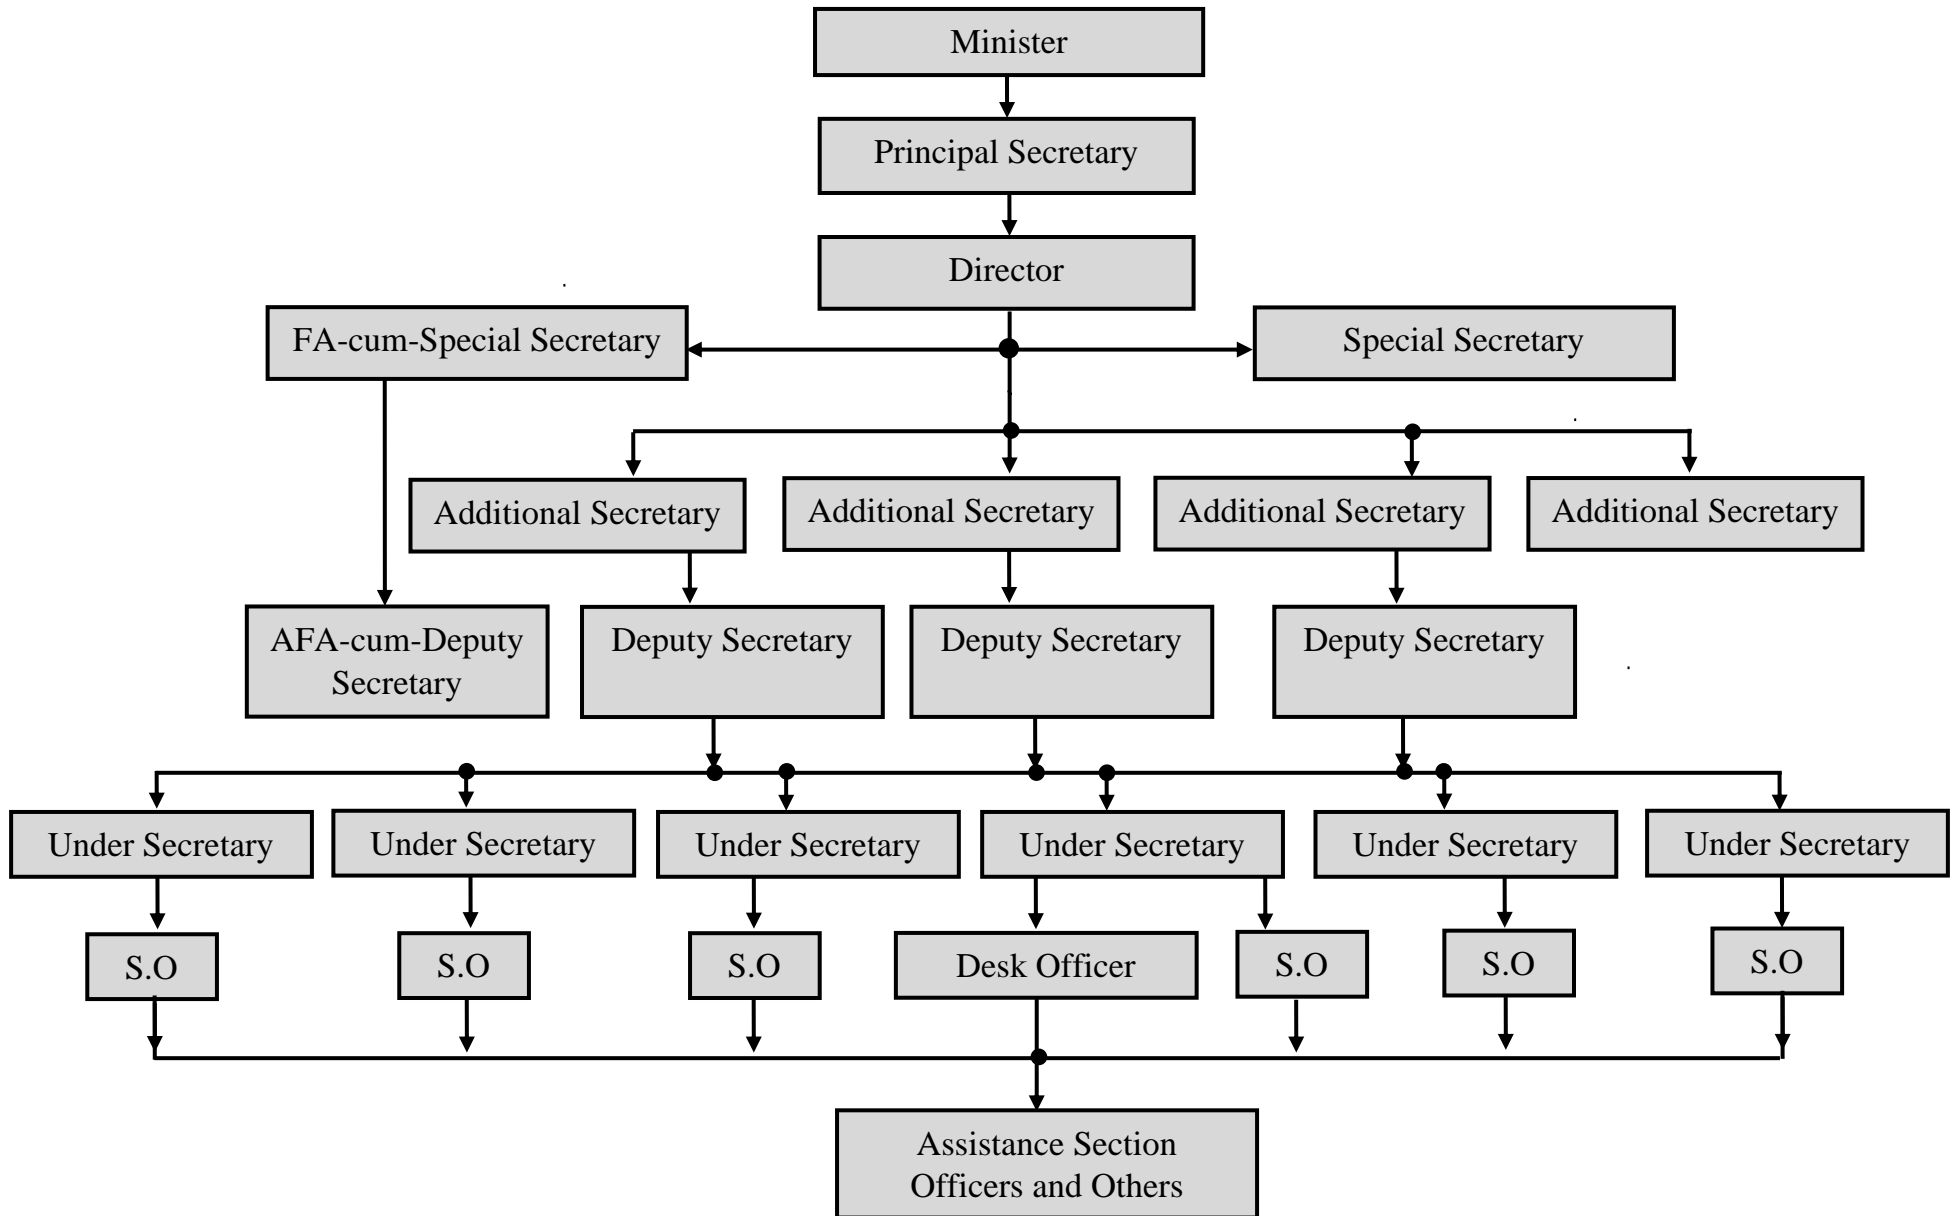 Minister
Principal Secretary
Director
FA-cum-Special Secretary
Special Secretary
Additional Secretary
Additional Secretary
Additional Secretary
Additional Secretary
AFA-cum-Deputy
Secretary
Deputy Secretary
Deputy Secretary
Deputy Secretary
Under Secretary
Under Secretary
Under Secretary
Under Secretary
Under Secretary
Under Secretary
S.O
S.O
S.O
Desk Officer
S.O
S.O
S.O
Assistance Section
Officers and Others